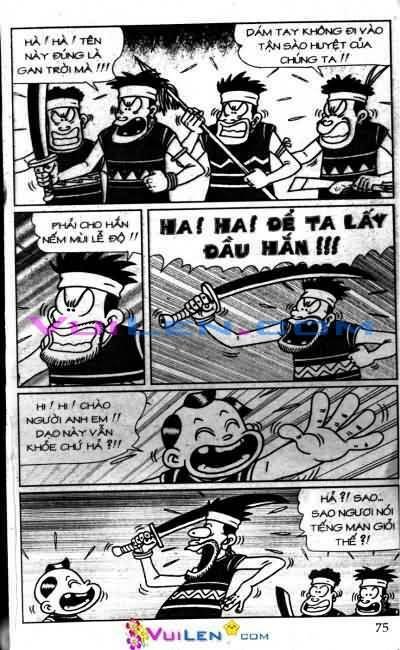 HÀ ! HÀ ! TÊN
NÀY ĐÚNG LÀ
GAN TRỜI MÀ !!!
DÁM TAY KHÔNG ĐI VÀO
TẬN SÀO HUYỆT CỦA
CHÚNG TA !!
PHẢI CHO HẮN
NẾM MÙI LỄ ĐỘ !!
HA! HA! ĐỂ TA LẤY
ĐẦU HẮN !!!
VUILEN.COM
HI ! HI ! CHÀO
NGƯỜI ANH EM !!
DẠO NÀY VẪN
KHỎE CHỨ HẢ ?!!
HẢ ?! SAO...
SAO NGƯƠI NÓI
TIẾNG MAN GIỎI
THẾ ?!
75
VUILEN.COM